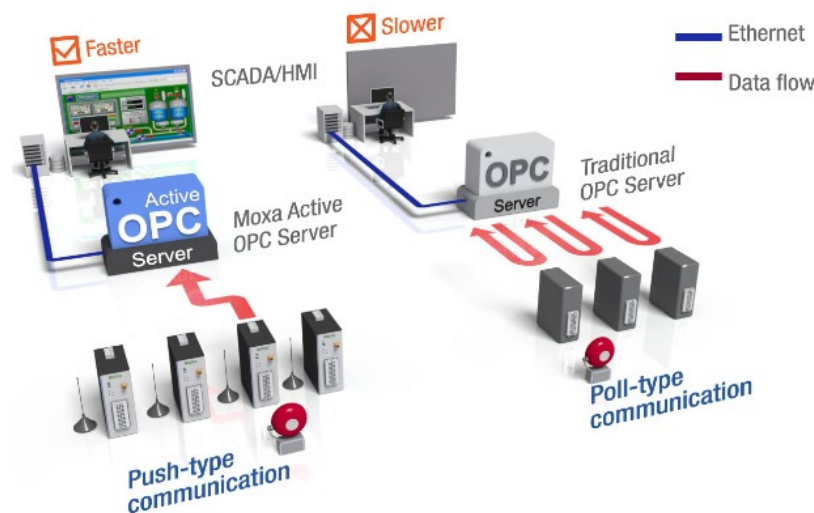 Faster
Slower
Ethernet
SCADA/HMI
Data flow
Active
OPC
Server
Moxa Active
OPC Server
OPC
Server
Traditional
OPC Server
Push-type
communication
Poll-type
communication